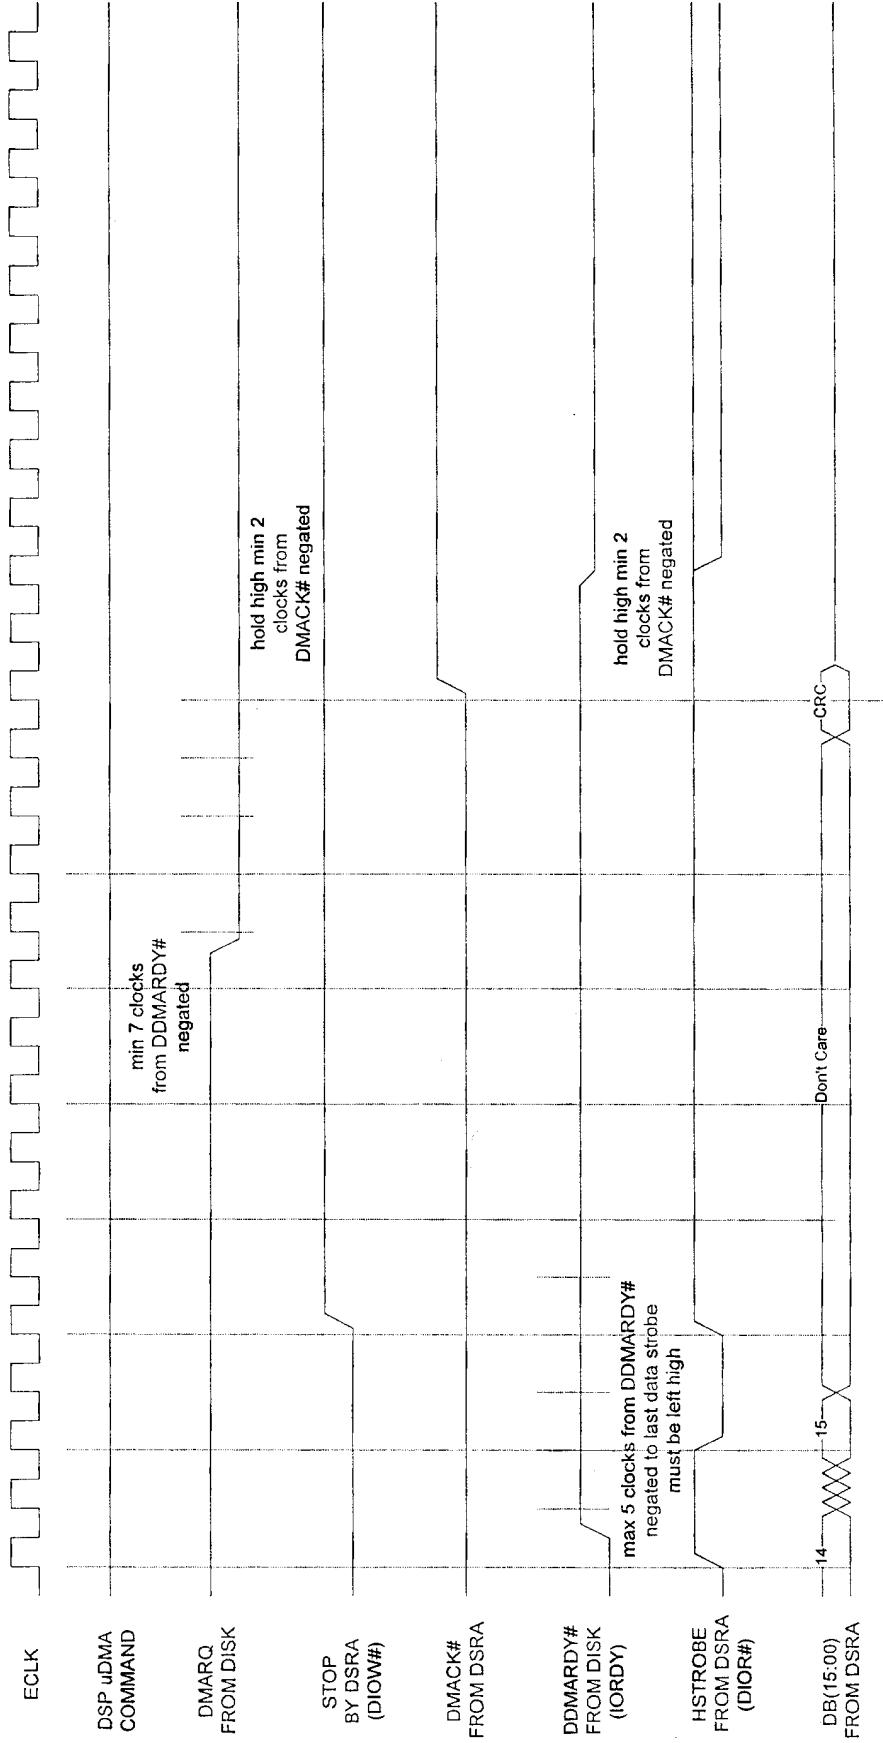 ECLK
DSP uDMA
COMMAND
DMARQ
FROM DISK
min 7 clocks
from DDMARDY#
negated
STOP
BY DSRA
(DIOW#)
hold high min 2
clocks from
DMACK# negated
DMACK#
FROM DSRA
DDMARDY#
FROM DISK
(IORDY)
max 5 clocks from DDMARDY#
negated to last data strobe
must be left high
hold high min 2
clocks from
DMACK# negated
HSTROBE
FROM DSRA
(DIOR#)
DB(15:00)
FROM DSRA
14
15
Don't Care
CRC